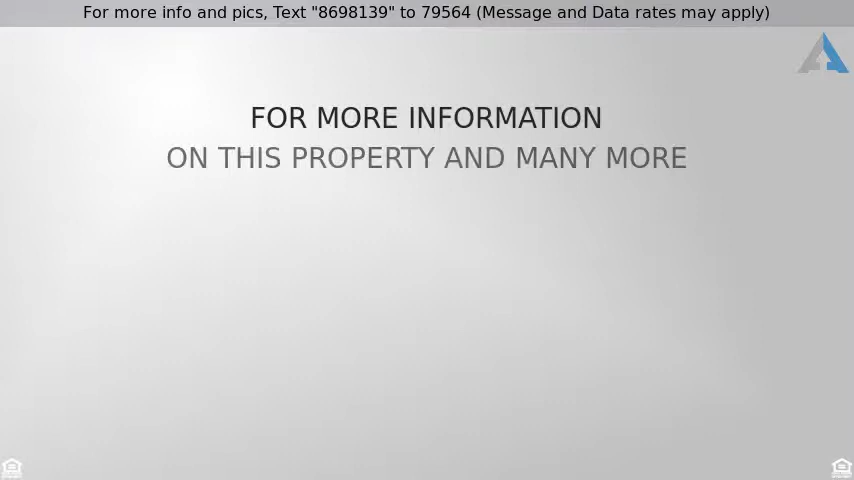 For more info and pics, Text "8698139" to 79564 (Message and Data rates may apply)
FOR MORE INFORMATION
ON THIS PROPERTY AND MANY MORE